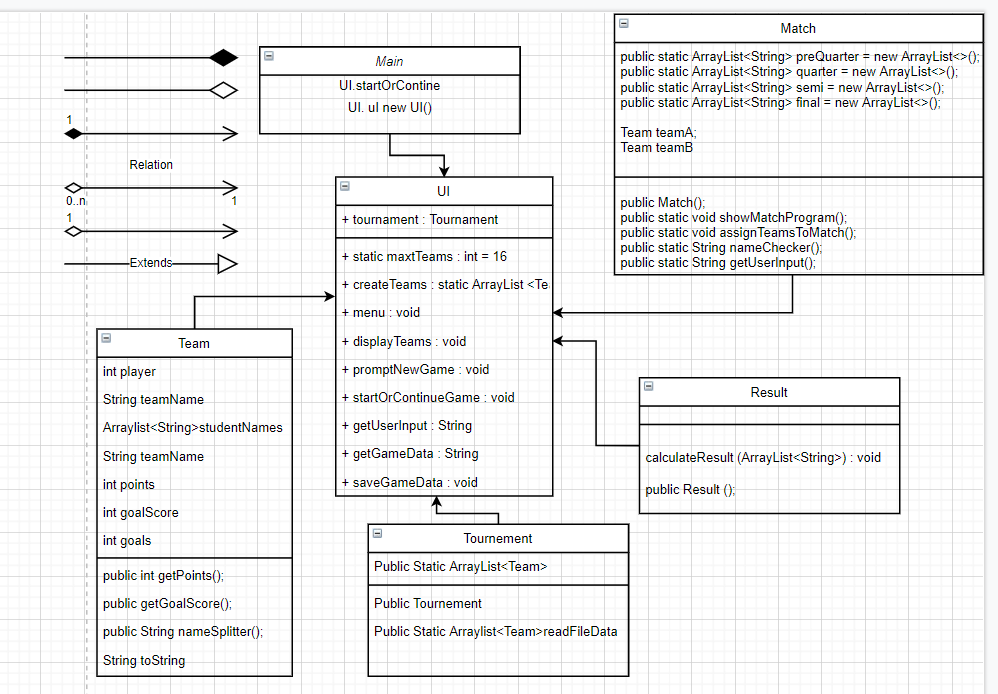 1
Relation
0..n
1
1
Extends
Main
UI.startOrContine
UI. uI new UI()
Match
public static ArrayList<String> preQuarter = new ArrayList<>();
public static ArrayList<String> quarter = new ArrayList<>();
public static ArrayList<String> semi = new ArrayList<>();
public static ArrayList<String> final = new ArrayList<>();
Team teamA;
Team teamB
public Match();
public static void showMatchProgram();
public static void assignTeamsToMatch();
public static String nameChecker();
public static String getUserInput();
UI
+ tournament : Tournament
+ static maxtTeams : int = 16
+ createTeams : static ArrayList <Te
+ menu : void
+ displayTeams : void
+ promptNewGame : void
+ startOrContinueGame : void
+ getUserInput : String
+ getGameData : String
+ saveGameData : void
Team
int player
String teamName
Arraylist<String>studentNames
String teamName
int points
int goalScore
int goals
public int getPoints();
public getGoalScore();
public String nameSplitter();
String toString
Result
calculateResult (ArrayList<String>) : void
public Result ();
Tournement
Public Static ArrayList<Team>
Public Tournement
Public Static Arraylist<Team>readFileData